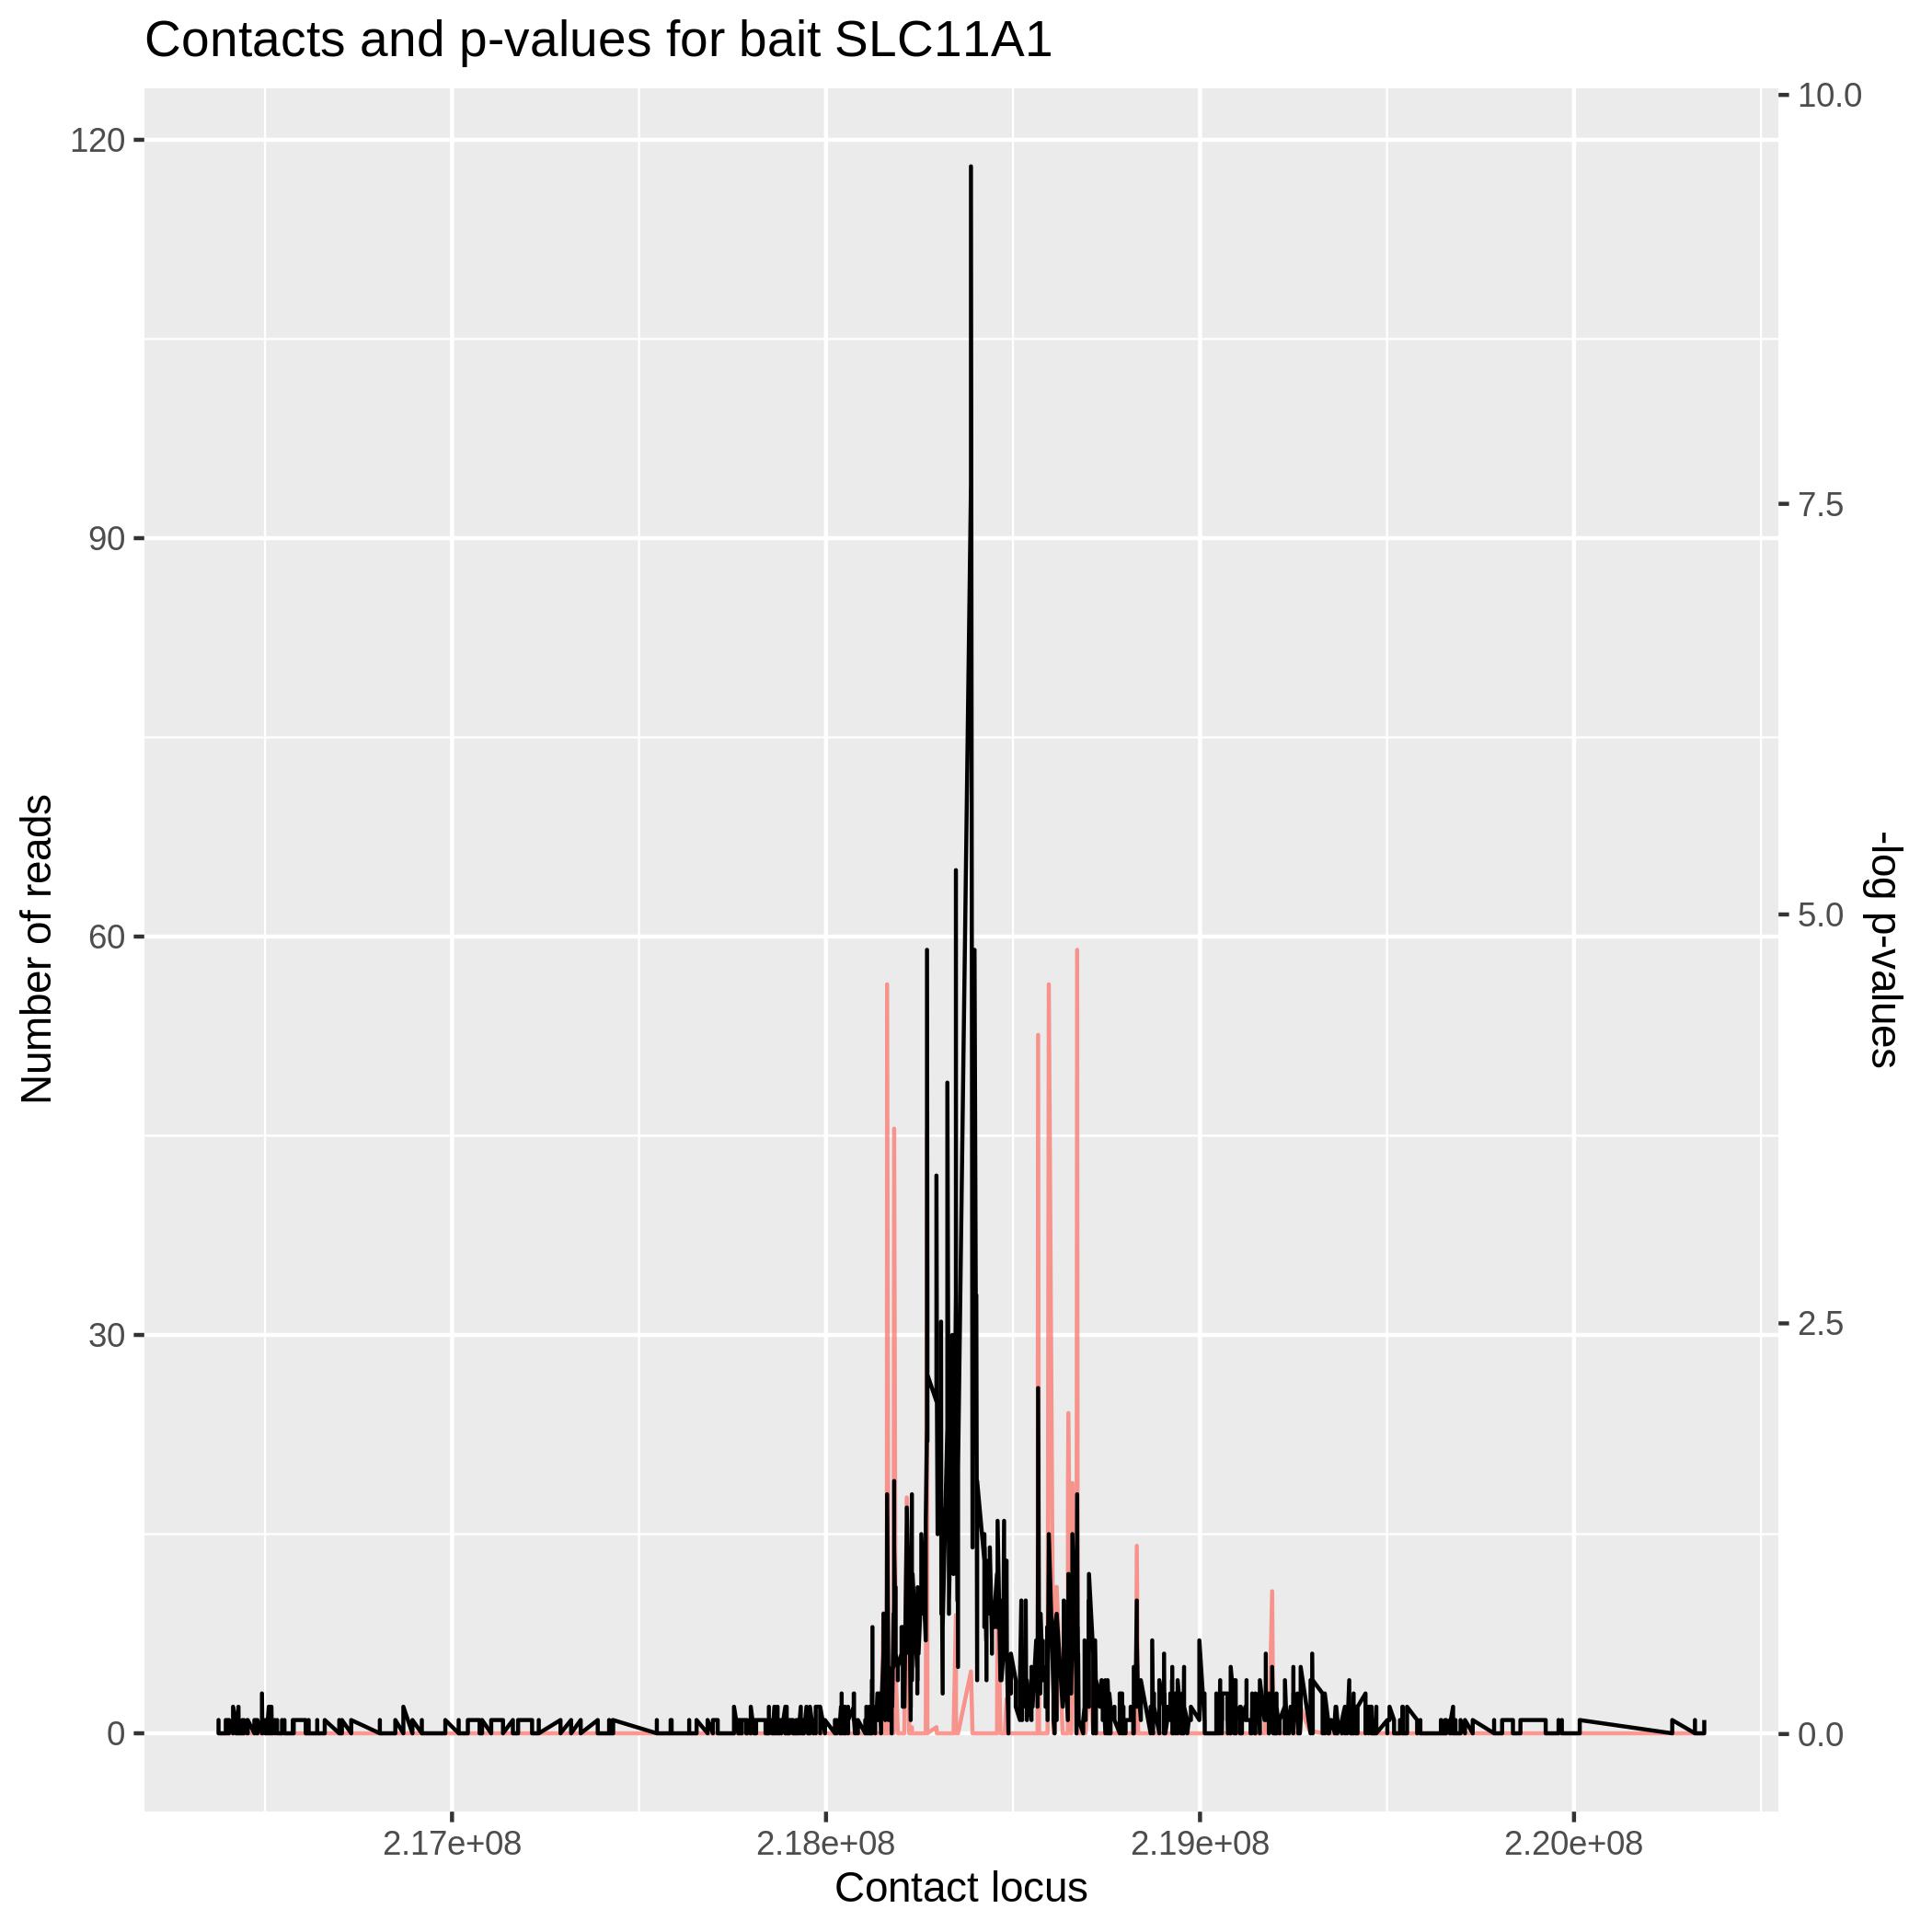 Contacts and p-values for bait SLC11A1
Number of reads
120
90
60
30
0
10.0
7.5
5.0
2.5
0.0
-log p-values
2.17e+08
2.18e+08
2.19e+08
2.20e+08
Contact locus